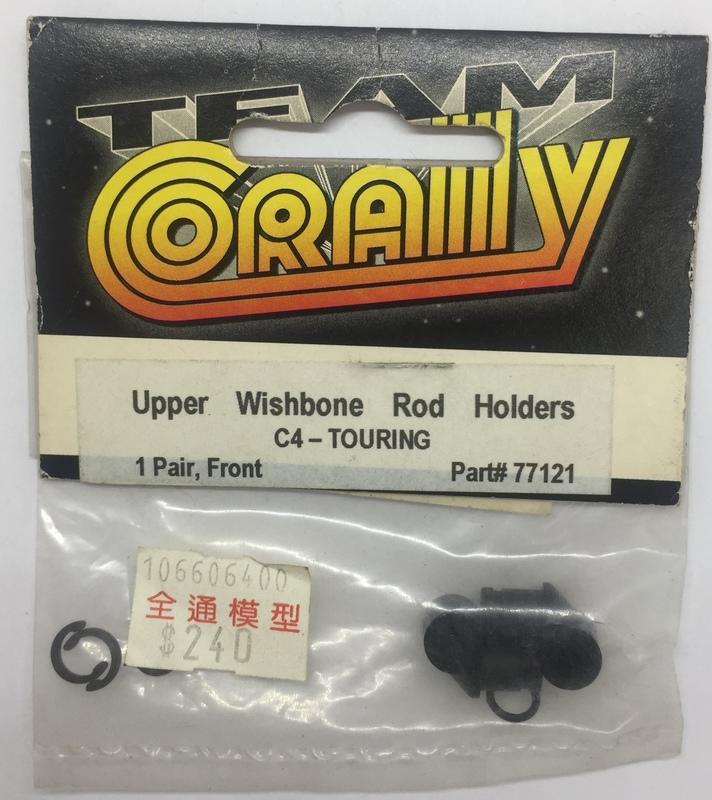 TEAM
CORALLY
Upper Wishbone Rod Holders
C4 – TOURING
1 Pair, Front Part# 77121
106606400
全通模型
$240